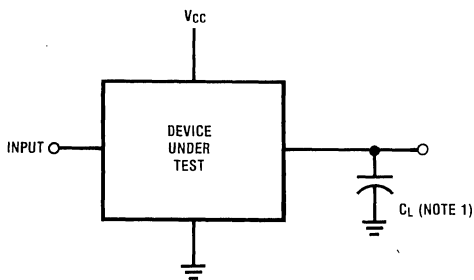 VCC
INPUT
DEVICE
UNDER
TEST
CL (NOTE 1)